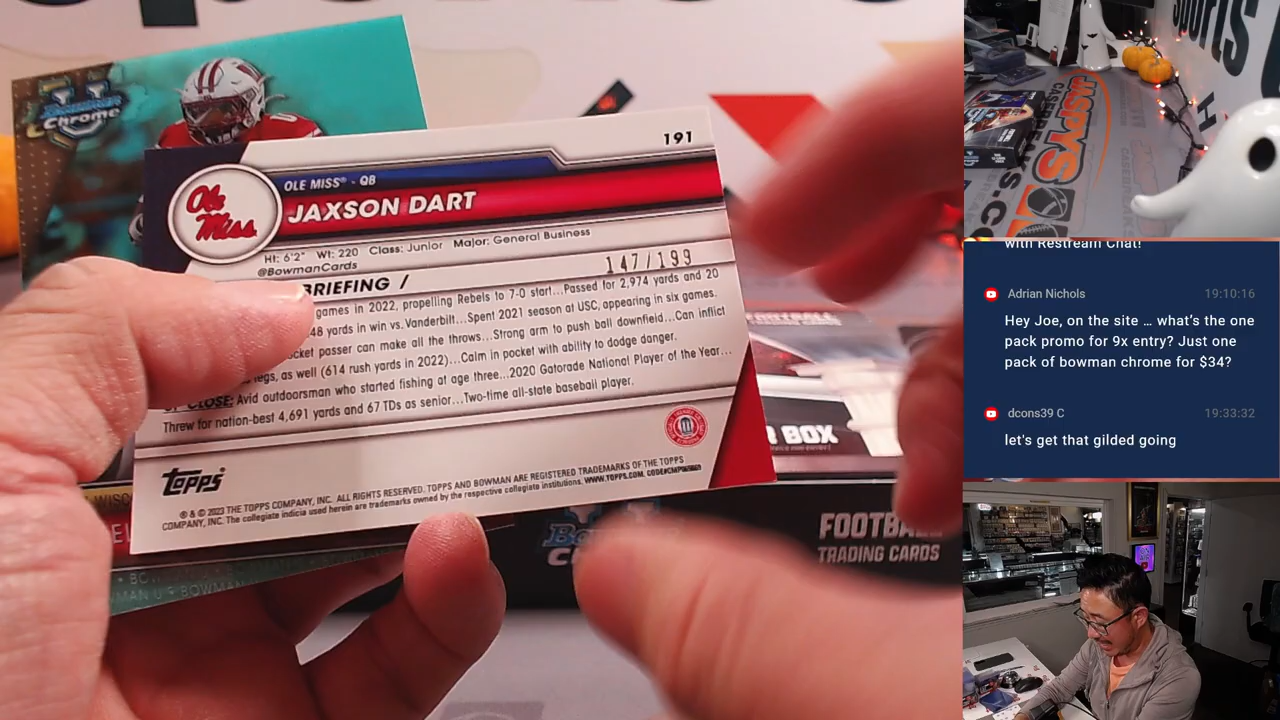 Bowman
Chrome
191
OLE MISS® - QB
Ole
Miss
JAXSON DART
HT: 6'2" WT: 220 Class: Junior Major: General Business
@BowmanCards
147/199
BRIEFING /
games in 2022, propelling Rebels to 7-0 start...Passed for 2,974 yards and 20
48 yards in win vs. Vanderbilt...Spent 2021 season at USC, appearing in six games.
passer can make all the throws...Strong arm to push ball downfield...Can inflict
legs, as well (614 rush yards in 2022)...Calm in pocket with ability to dodge danger.
UP CLOSE: Avid outdoorsman who started fishing at age three...2020 Gatorade National Player of the Year...
Threw for nation-best 4,691 yards and 67 TDs as senior...Two-time all-state baseball player.
Topps
® & © 2023 THE TOPPS COMPANY, INC. ALL RIGHTS RESERVED. TOPPS AND BOWMAN ARE REGISTERED TRADEMARKS OF THE TOPPS
COMPANY, INC. The collegiate indicia used herein are trademarks owned by the respective collegiate institutions. WWW.TOPPS.COM.
BOX
FOOTBALL
TRADING CARDS
JASPYS
with Restream Chat!
Adrian Nichols 19:10:16
Hey Joe, on the site … what's the one
pack promo for 9x entry? Just one
pack of bowman chrome for $34?
dcons39 C 19:33:32
let's get that gilded going